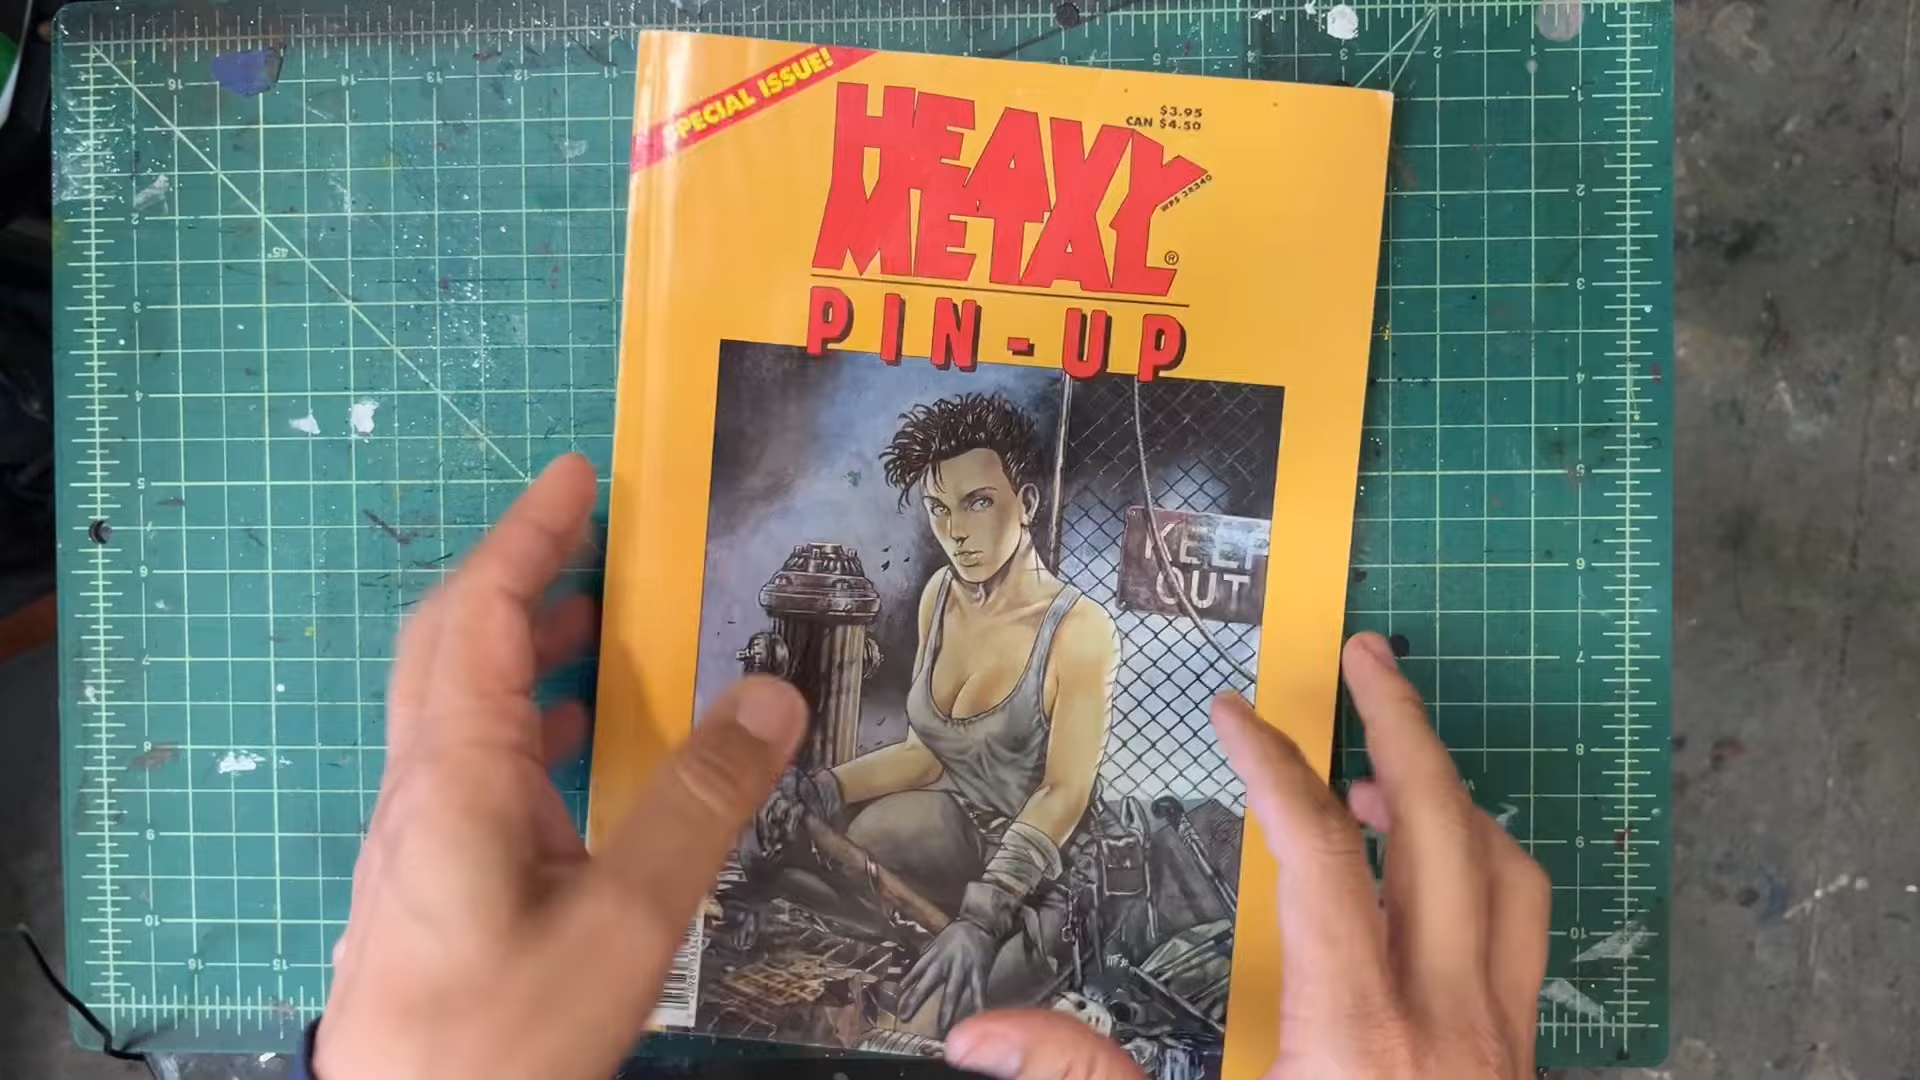 SPECIAL ISSUE!
$3.95
CAN $4.50
HEAVY
METAL®
PIN-UP
KEEP
OUT